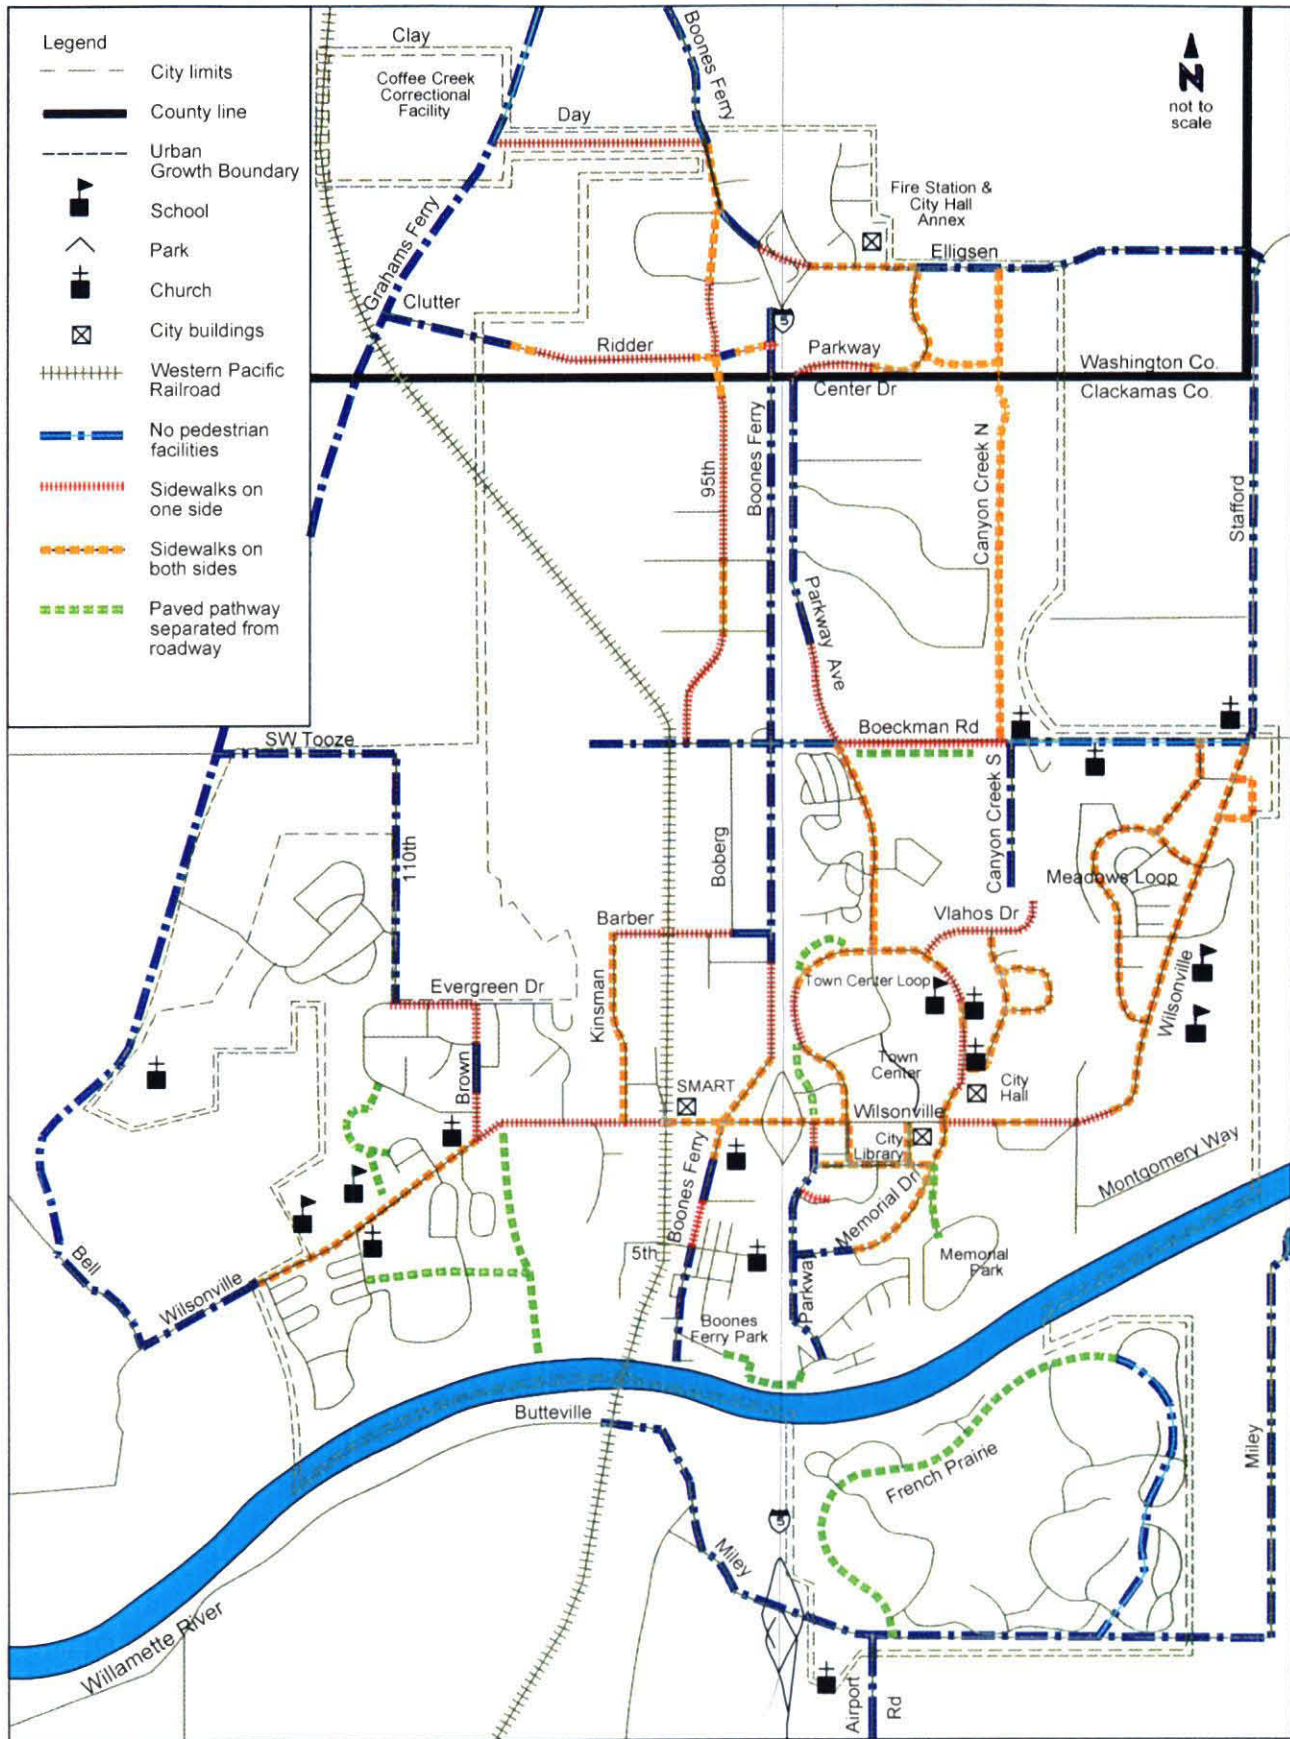 Legend
City limits
County line
Urban
Growth Boundary
School
Park
Church
City buildings
Western Pacific
Railroad
No pedestrian
facilities
Sidewalks on
one side
Sidewalks on
both sides
Paved pathway
separated from
roadway
Clay
Coffee Creek
Correctional
Facility
Day
Boones Ferry
N
not to
scale
Fire Station &
City Hall
Annex
Elligsen
Grahams Ferry
Clutter
5
Ridder
Parkway
Center Dr
Washington Co.
Clackamas Co.
95th
Boones Ferry
Canyon Creek N
Stafford
Parkway Ave
SW Tooze
Boeckman Rd
110th
Boberg
Canyon Creek S
Meadows Loop
Barber
Vlahos Dr
Evergreen Dr
Kinsman
Town Center Loop
Wilsonville
Brown
SMART
Town
Center
City
Hall
Wilsonville
City
Library
Boones Ferry
Memorial Dr
Montgomery Way
5th
Memorial
Park
Bell
Wilsonville
Parkway
Boones
Ferry Park
Butteville
French Prairie
Miley
5
Miley
Willamette River
Airport
Rd